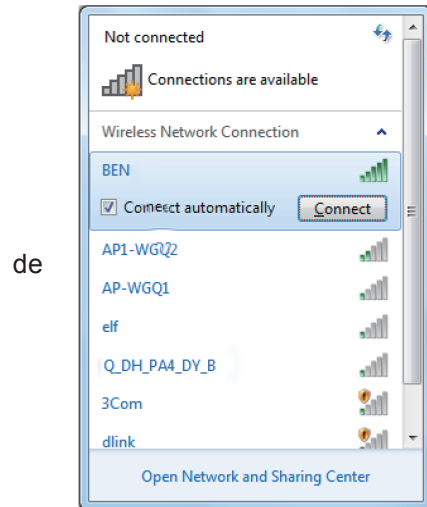 Not connected
Connections are available
Wireless Network Connection
BEN
Connect automatically Connect
AP1-WGQ2
AP-WGQ1
de
elf
Q_DH_PA4_DY_B
3Com
dlink
Open Network and Sharing Center